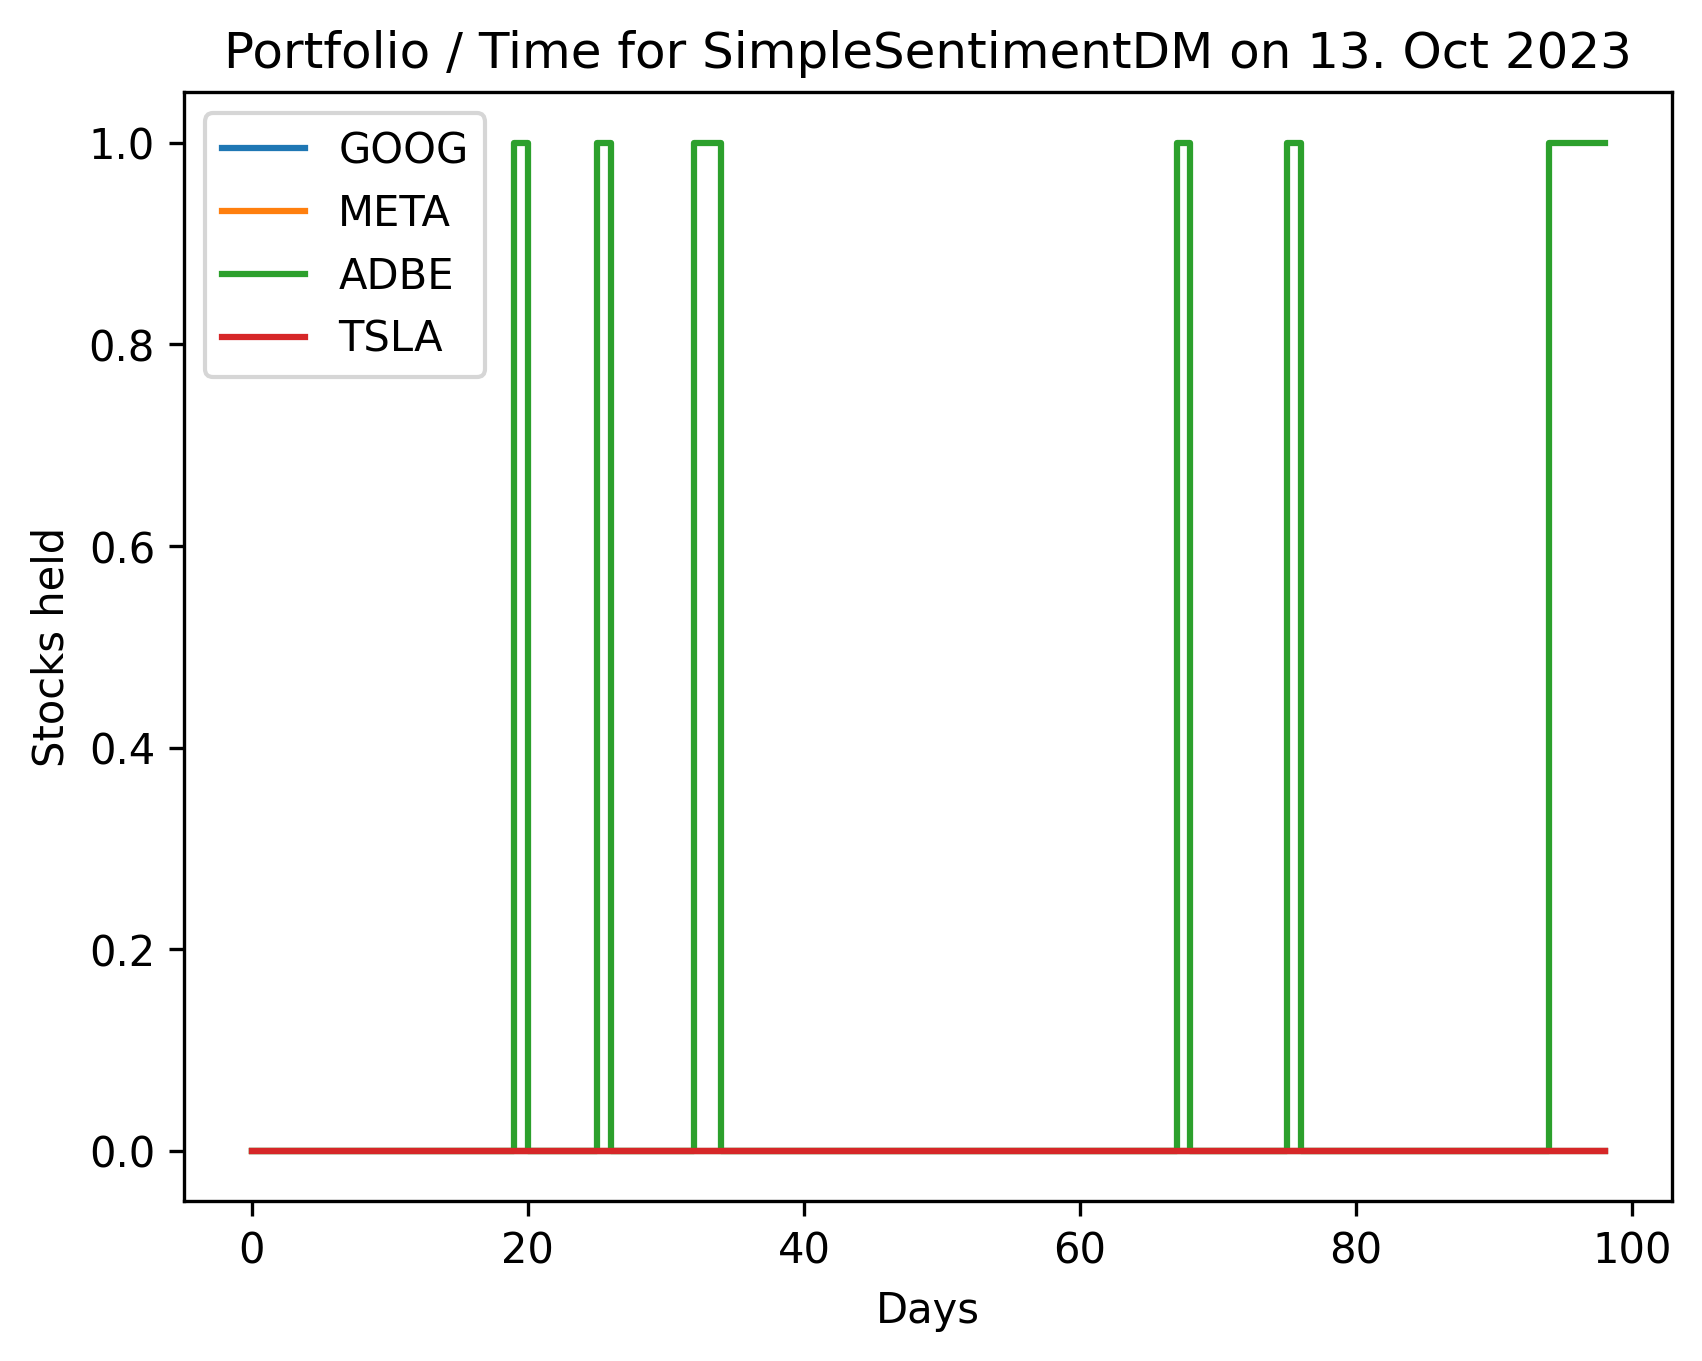 Portfolio / Time for SimpleSentimentDM on 13. Oct 2023
GOOG
META
ADBE
TSLA
1.0
0.8
0.6
0.4
0.2
0.0
Stocks held
0 20 40 60 80 100
Days